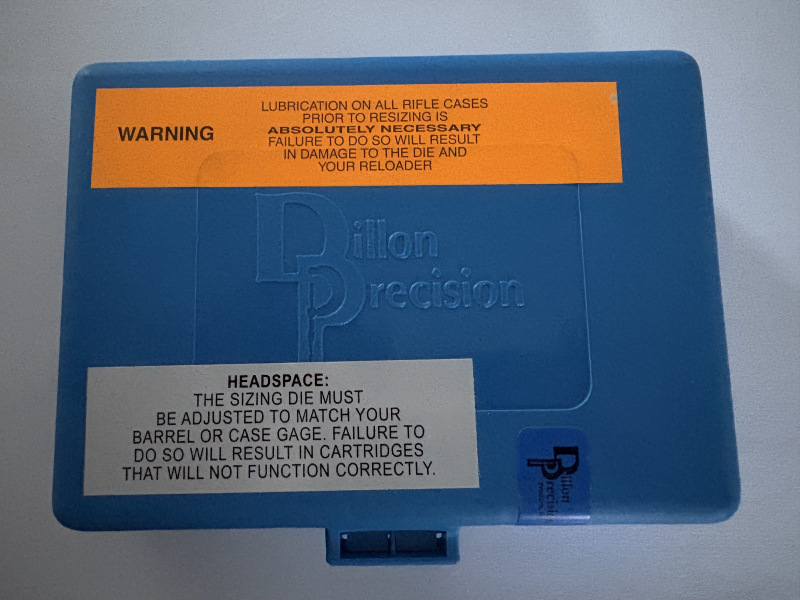 WARNING
LUBRICATION ON ALL RIFLE CASES
PRIOR TO RESIZING IS
ABSOLUTELY NECESSARY
FAILURE TO DO SO WILL RESULT
IN DAMAGE TO THE DIE AND
YOUR RELOADER
Dillon
Precision
HEADSPACE:
THE SIZING DIE MUST
BE ADJUSTED TO MATCH YOUR
BARREL OR CASE GAGE. FAILURE TO
DO SO WILL RESULT IN CARTRIDGES
THAT WILL NOT FUNCTION CORRECTLY.
Dillon